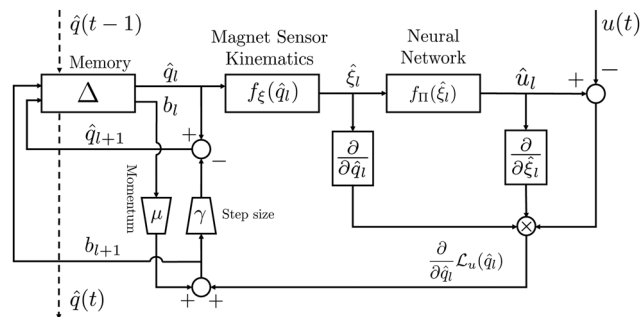 q̂(t−1)
Magnet Sensor
Kinematics
Neural
Network
u(t)
Memory
Δ
q̂_l
b_l
f_ξ(q̂_l)
ξ̂_l
f_Π(ξ̂_l)
û_l
+
−
q̂_{l+1}
+
−
∂/∂q̂_l
∂/∂ξ̂_l
Momentum
μ
γ
Step size
×
b_{l+1}
∂/∂q̂_l ℒ_u(q̂_l)
q̂(t)
+
+